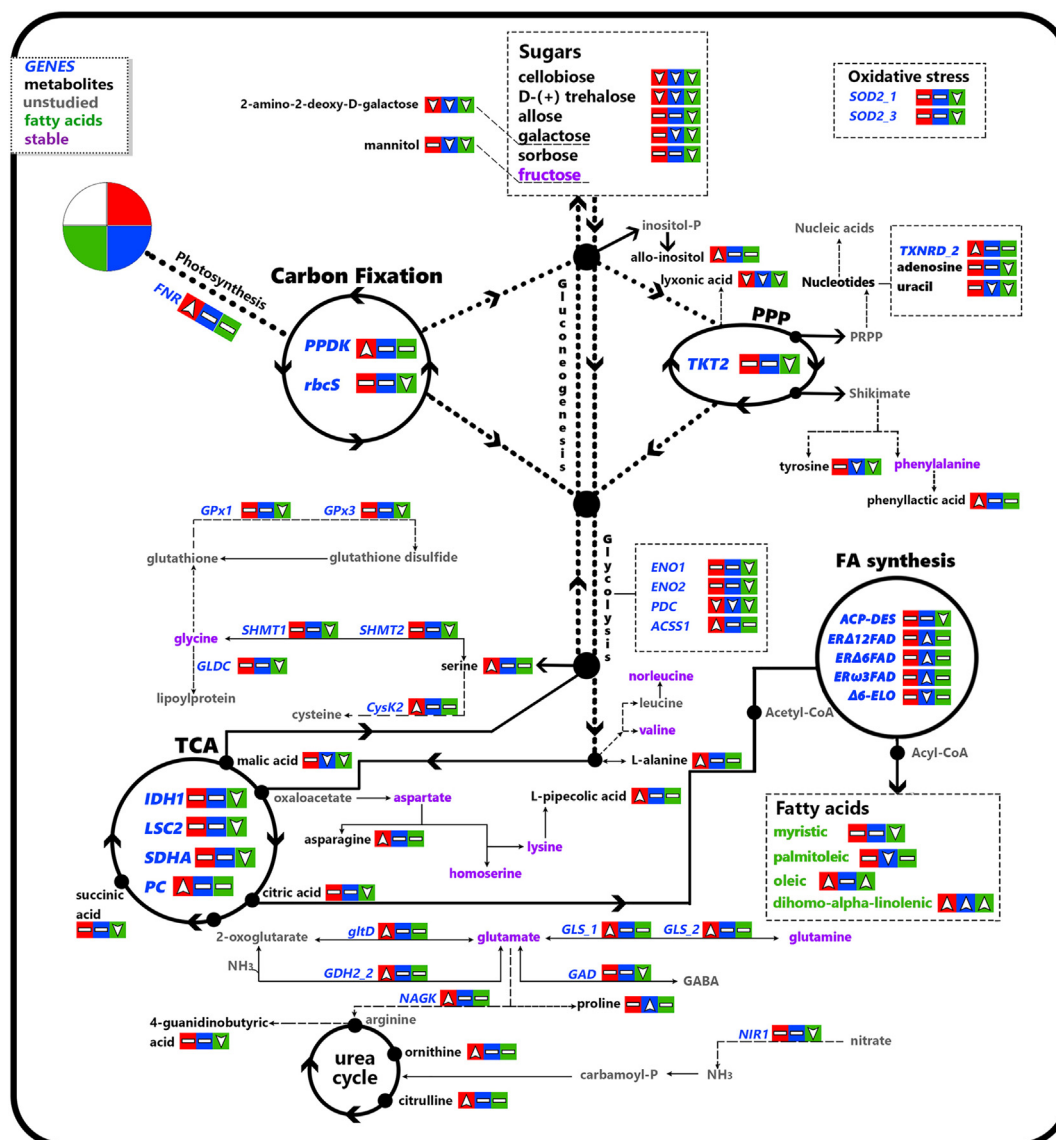 GENES
metabolites
unstudied
fatty acids
stable
2-amino-2-deoxy-D-galactose
mannitol
Sugars
cellobiose
D-(+) trehalose
allose
galactose
sorbose
fructose
Oxidative stress
SOD2_1
SOD2_3
Photosynthesis
FNR
Carbon Fixation
PPDK
rbcS
Gluconeogenesis
inositol-P
allo-inositol
lyxonic acid
Nucleic acids
Nucleotides
TXNRD_2
adenosine
uracil
PPP
TKT2
PRPP
Shikimate
tyrosine
phenylalanine
phenyllactic acid
GPx1
GPx3
glutathione
glutathione disulfide
glycine
SHMT1
SHMT2
GLDC
serine
lipoylprotein
cysteine
CysK2
Glycolysis
ENO1
ENO2
PDC
ACSS1
norleucine
leucine
valine
L-alanine
FA synthesis
ACP-DES
ERΔ12FAD
ERΔ6FAD
ERω3FAD
Δ6-ELO
Acetyl-CoA
Acyl-CoA
Fatty acids
myristic
palmitoleic
oleic
dihomo-alpha-linolenic
TCA
malic acid
IDH1
LSC2
SDHA
PC
oxaloacetate
aspartate
asparagine
L-pipecolic acid
lysine
homoserine
succinic
acid
citric acid
2-oxoglutarate
gltD
glutamate
GLS_1
GLS_2
glutamine
NH3
GDH2_2
GAD
GABA
NAGK
proline
4-guanidinobutyric
acid
arginine
urea
cycle
ornithine
citrulline
NIR1
nitrate
carbamoyl-P
NH3